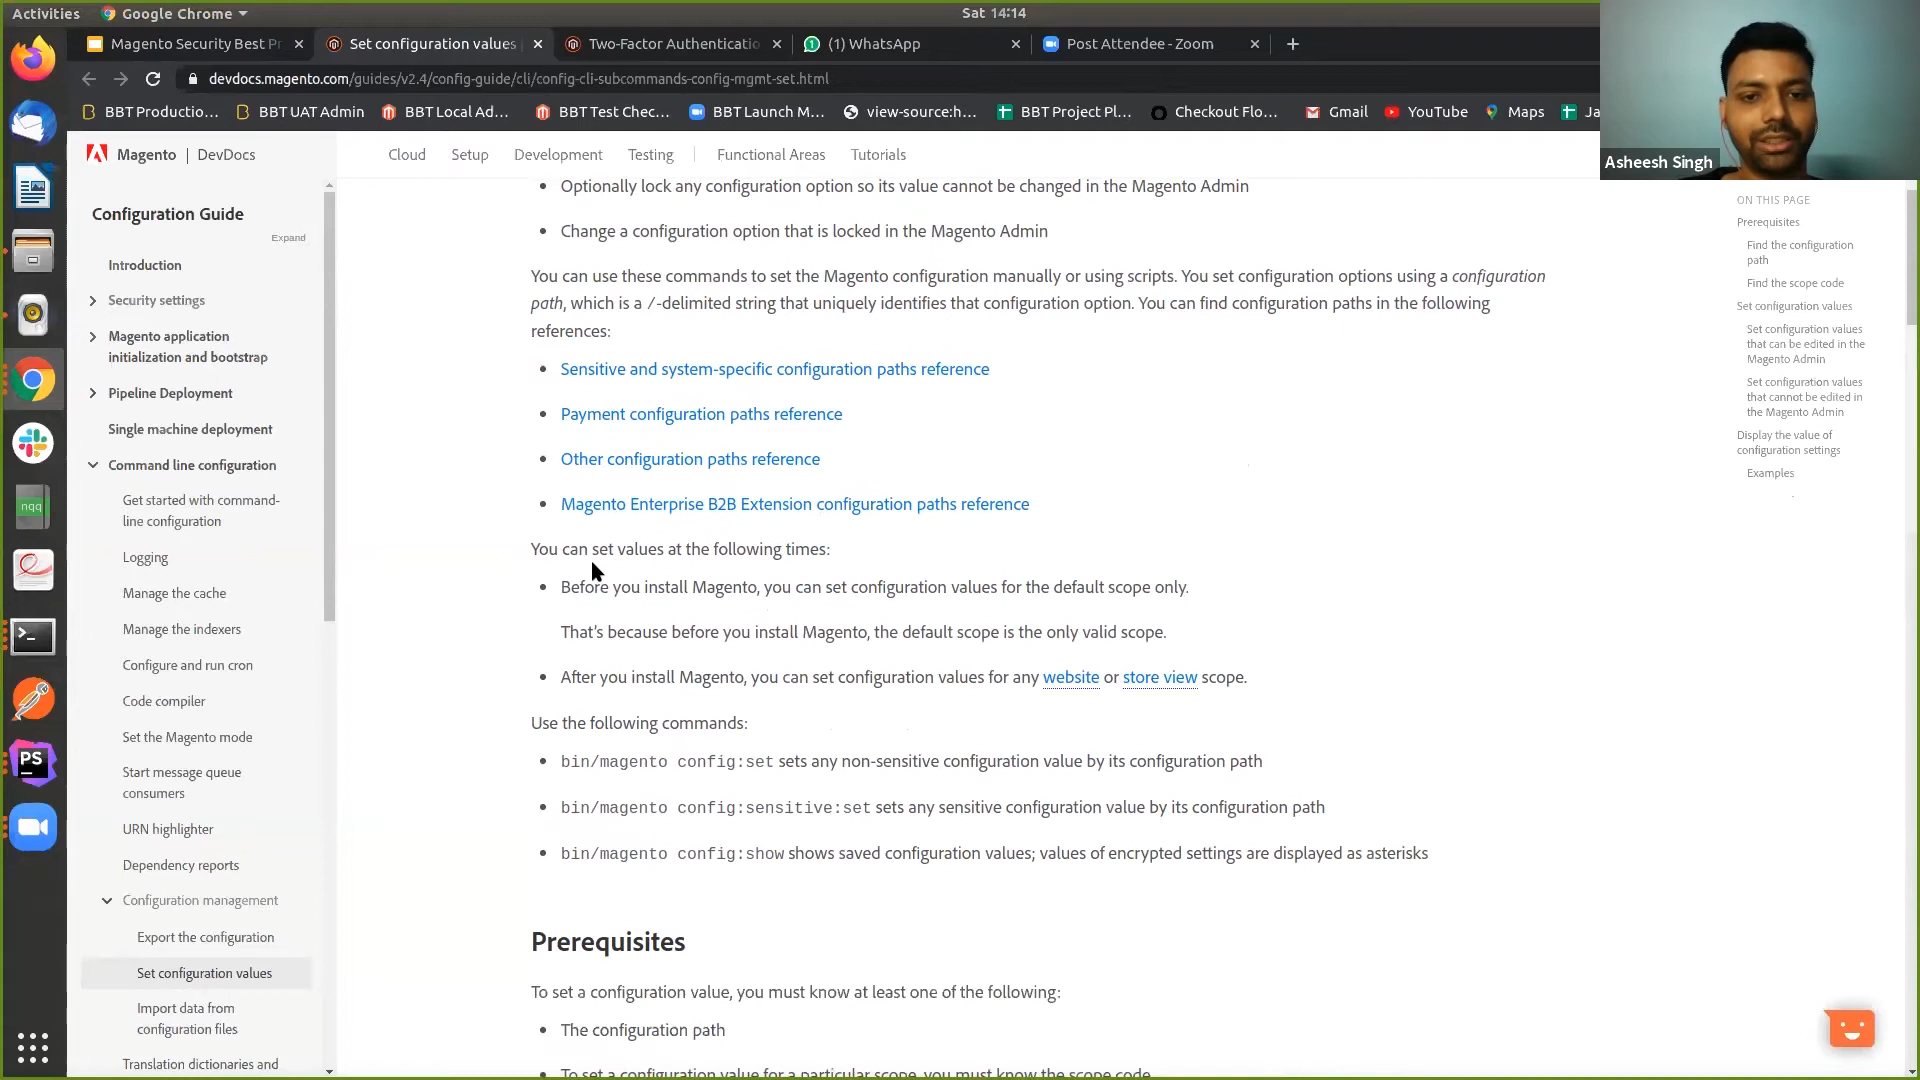 Activities
Google Chrome
Sat 14:14
Magento Security Best Pr
Set configuration values
Two-Factor Authenticatio
(1) WhatsApp
Post Attendee - Zoom
devdocs.magento.com/guides/v2.4/config-guide/cli/config-cli-subcommands-config-mgmt-set.html
BBT Productio...
BBT UAT Admin
BBT Local Ad...
BBT Test Chec...
BBT Launch M...
view-source:h...
BBT Project Pl...
Checkout Flo...
Gmail
YouTube
Maps
Ja
Asheesh Singh
Magento | DevDocs
Cloud
Setup
Development
Testing
Functional Areas
Tutorials
Configuration Guide
Expand
Introduction
Security settings
Magento application
initialization and bootstrap
Pipeline Deployment
Single machine deployment
Command line configuration
Get started with command-
line configuration
Logging
Manage the cache
Manage the indexers
Configure and run cron
Code compiler
Set the Magento mode
Start message queue
consumers
URN highlighter
Dependency reports
Configuration management
Export the configuration
Set configuration values
Import data from
configuration files
Translation dictionaries and
nqq
PS
Optionally lock any configuration option so its value cannot be changed in the Magento Admin
Change a configuration option that is locked in the Magento Admin
You can use these commands to set the Magento configuration manually or using scripts. You set configuration options using a configuration
path, which is a /-delimited string that uniquely identifies that configuration option. You can find configuration paths in the following
references:
Sensitive and system-specific configuration paths reference
Payment configuration paths reference
Other configuration paths reference
Magento Enterprise B2B Extension configuration paths reference
You can set values at the following times:
Before you install Magento, you can set configuration values for the default scope only.
That's because before you install Magento, the default scope is the only valid scope.
After you install Magento, you can set configuration values for any website or store view scope.
Use the following commands:
bin/magento config:set sets any non-sensitive configuration value by its configuration path
bin/magento config:sensitive:set sets any sensitive configuration value by its configuration path
bin/magento config:show shows saved configuration values; values of encrypted settings are displayed as asterisks
Prerequisites
To set a configuration value, you must know at least one of the following:
The configuration path
To set a configuration value for a particular scope, you must know the scope code
ON THIS PAGE
Prerequisites
Find the configuration
path
Find the scope code
Set configuration values
Set configuration values
that can be edited in the
Magento Admin
Set configuration values
that cannot be edited in
the Magento Admin
Display the value of
configuration settings
Examples